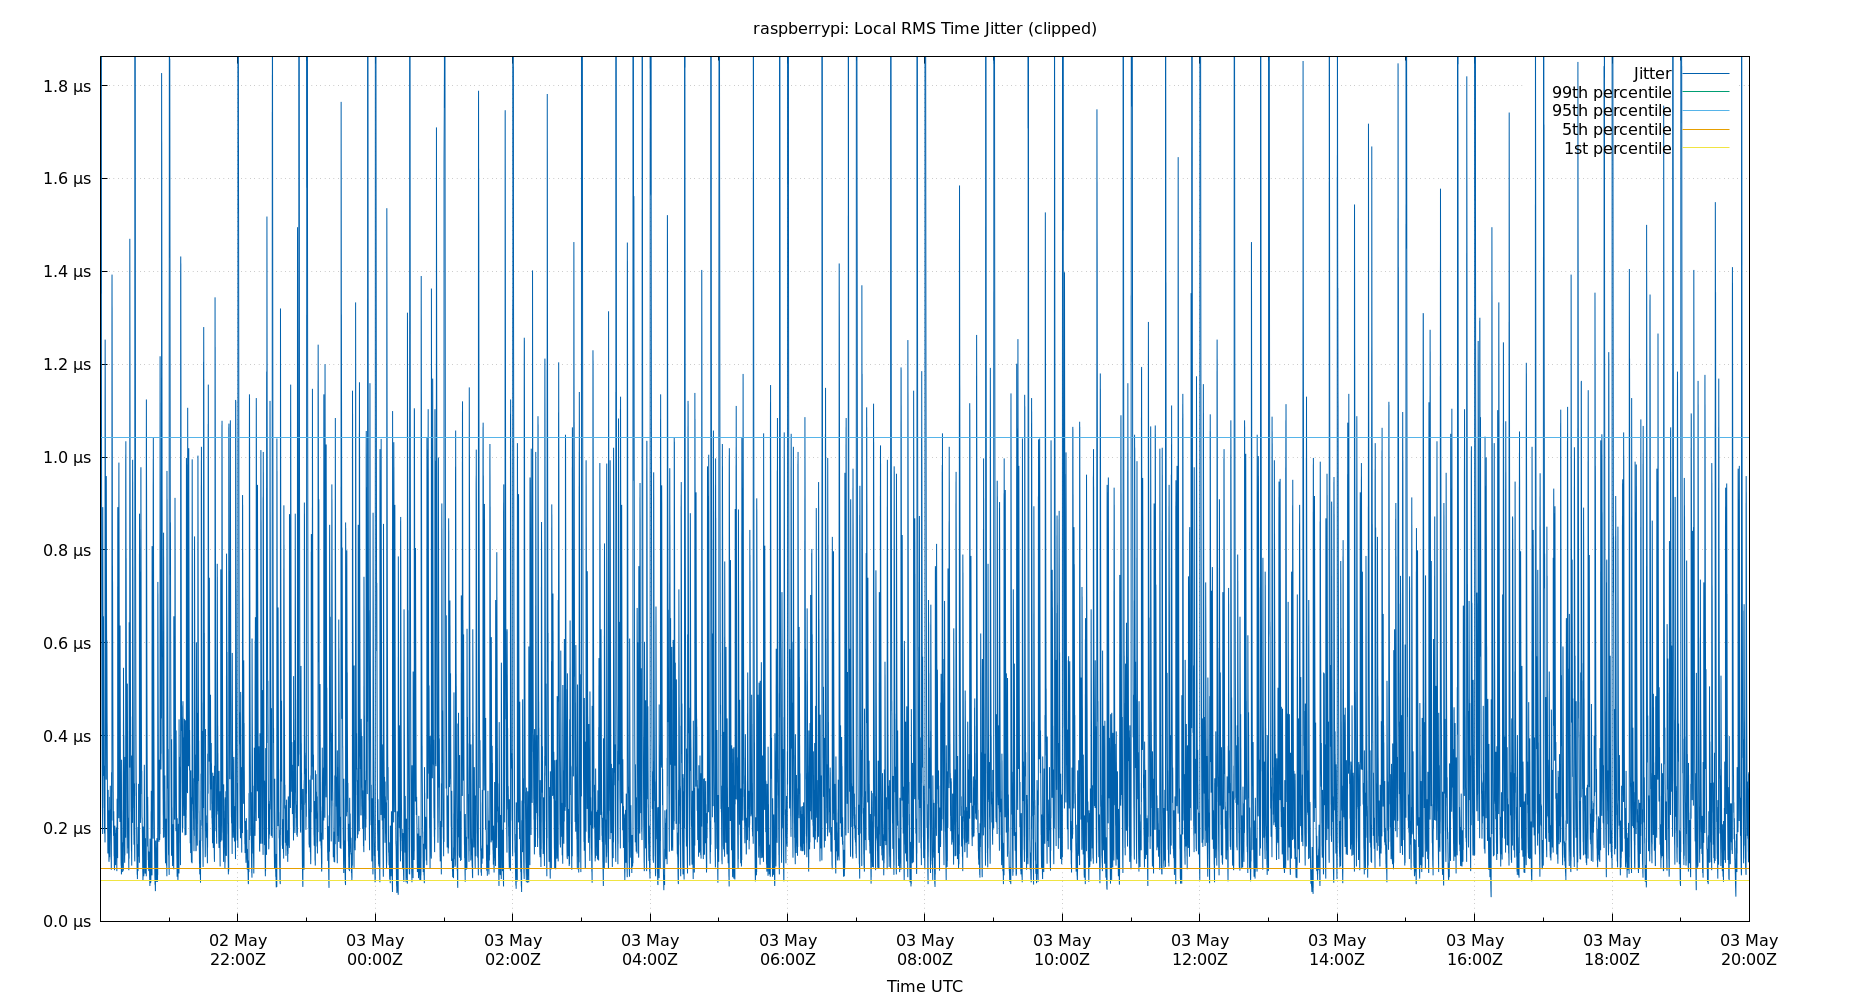 raspberrypi: Local RMS Time Jitter (clipped)
Jitter
99th percentile
95th percentile
5th percentile
1st percentile
1.8 µs
1.6 µs
1.4 µs
1.2 µs
1.0 µs
0.8 µs
0.6 µs
0.4 µs
0.2 µs
0.0 µs
02 May 03 May 03 May 03 May 03 May 03 May 03 May 03 May 03 May 03 May 03 May 03 May
22:00Z 00:00Z 02:00Z 04:00Z 06:00Z 08:00Z 10:00Z 12:00Z 14:00Z 16:00Z 18:00Z 20:00Z
Time UTC